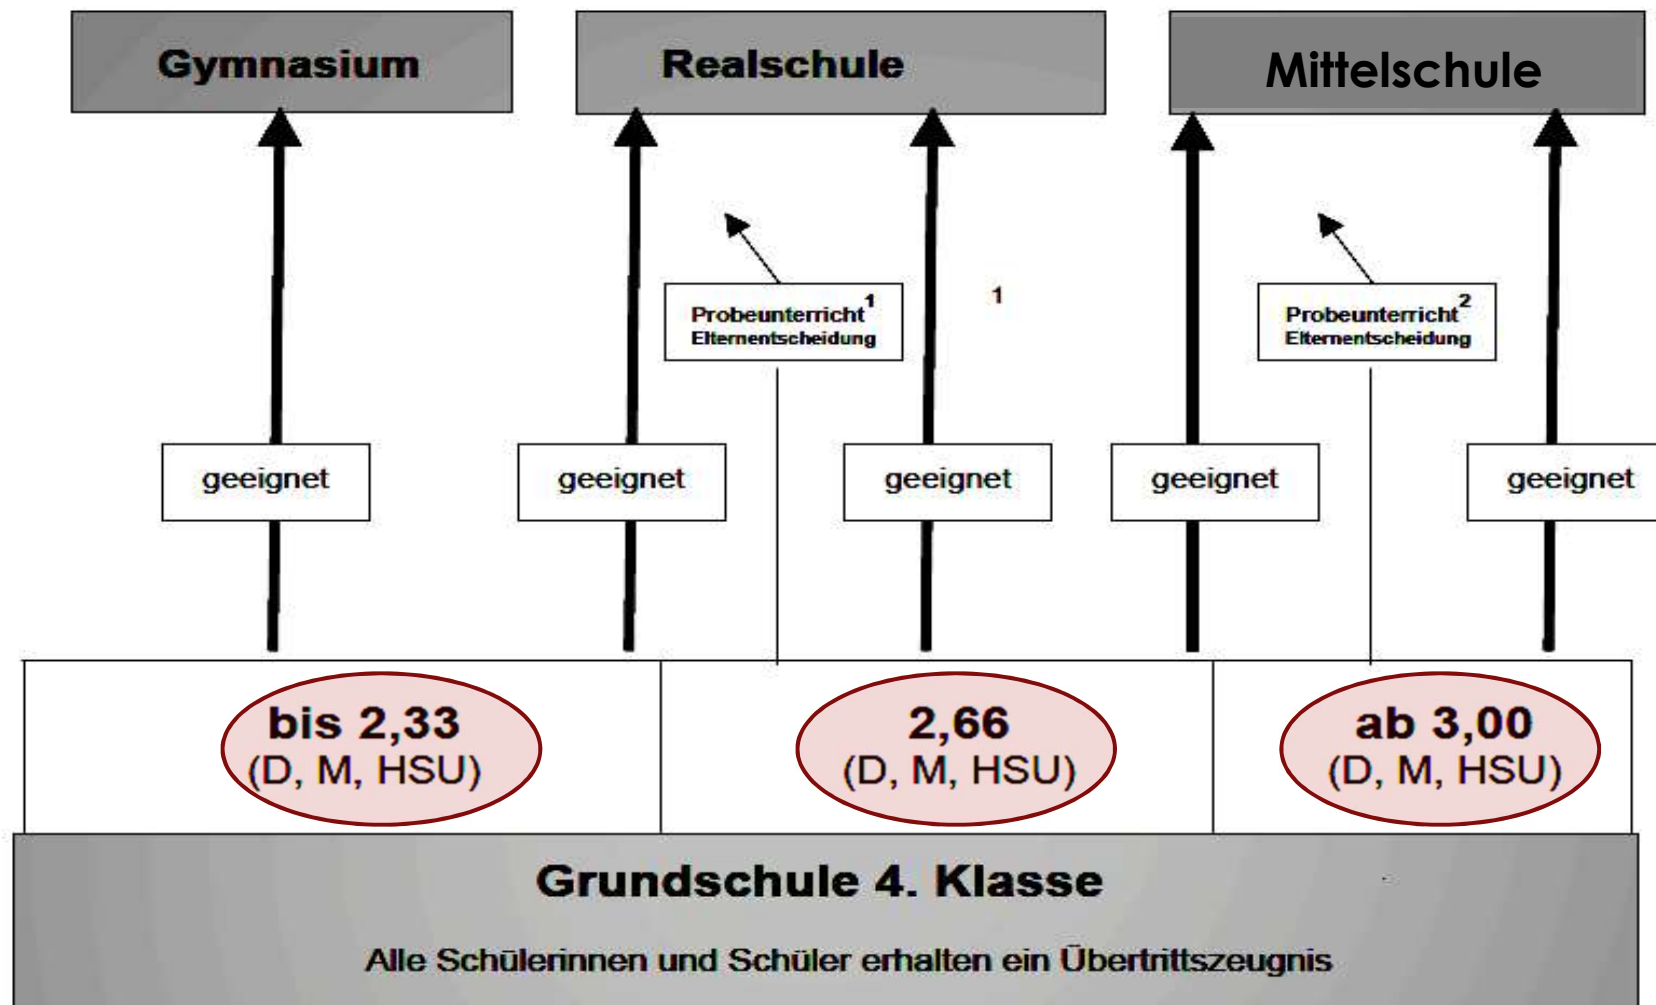 Gymnasium
Realschule
Mittelschule
Probeunterricht1
Elternentscheidung
1
Probeunterricht2
Elternentscheidung
geeignet
geeignet
geeignet
geeignet
geeignet
bis 2,33
(D, M, HSU)
2,66
(D, M, HSU)
ab 3,00
(D, M, HSU)
Grundschule 4. Klasse
Alle Schülerinnen und Schüler erhalten ein Übertrittszeugnis